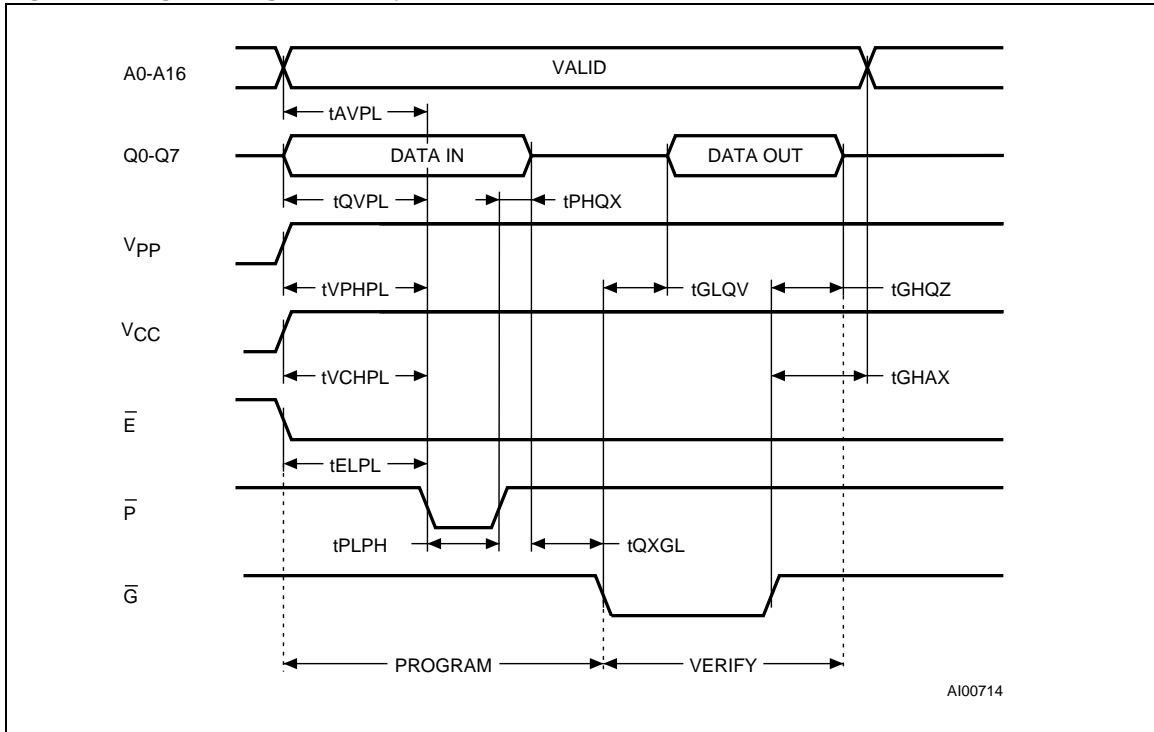 A0-A16
VALID
tAVPL
Q0-Q7
DATA IN
DATA OUT
tQVPL
tPHQX
VPP
tVPHPL
tGLQV
tGHQZ
VCC
tVCHPL
tGHAX
E̅
tELPL
P̅
tPLPH
tQXGL
G̅
PROGRAM
VERIFY
AI00714